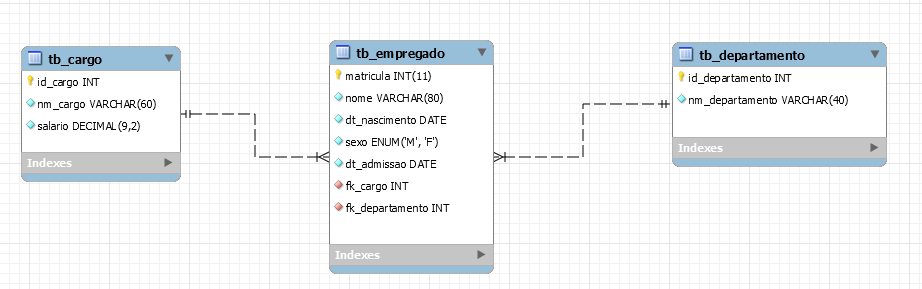 tb_cargo
id_cargo INT
nm_cargo VARCHAR(60)
salario DECIMAL(9,2)
Indexes
tb_empregado
matricula INT(11)
nome VARCHAR(80)
dt_nascimento DATE
sexo ENUM('M', 'F')
dt_admissao DATE
fk_cargo INT
fk_departamento INT
Indexes
tb_departamento
id_departamento INT
nm_departamento VARCHAR(40)
Indexes